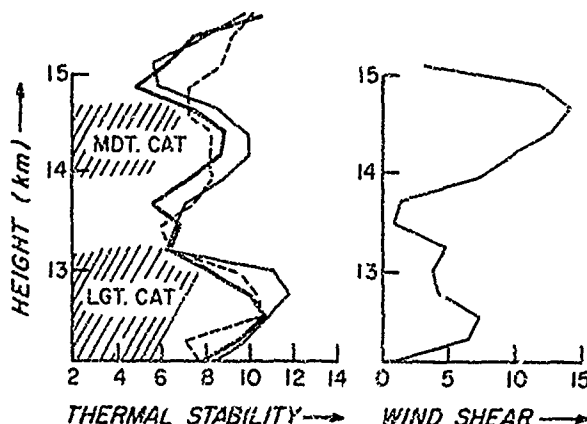 HEIGHT (km)
15
14
13
MDT. CAT
LGT. CAT
2 4 6 8 10 12 14
THERMAL STABILITY
15
14
13
0 5 10 15
WIND SHEAR